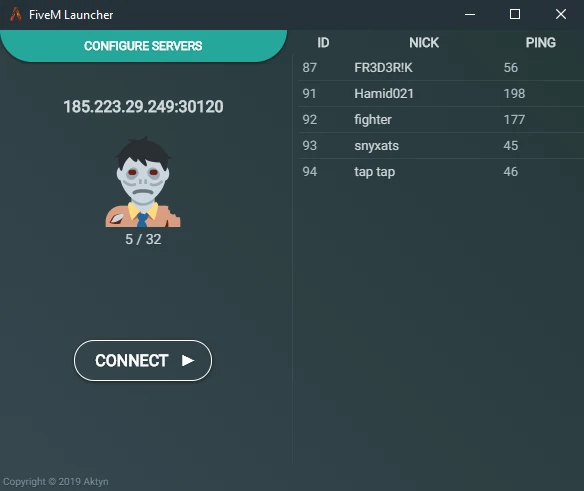 FiveM Launcher
CONFIGURE SERVERS
185.223.29.249:30120
5 / 32
CONNECT
ID NICK PING
87 FR3D3R!K 56
91 Hamid021 198
92 fighter 177
93 snyxats 45
94 tap tap 46
Copyright © 2019 Aktyn